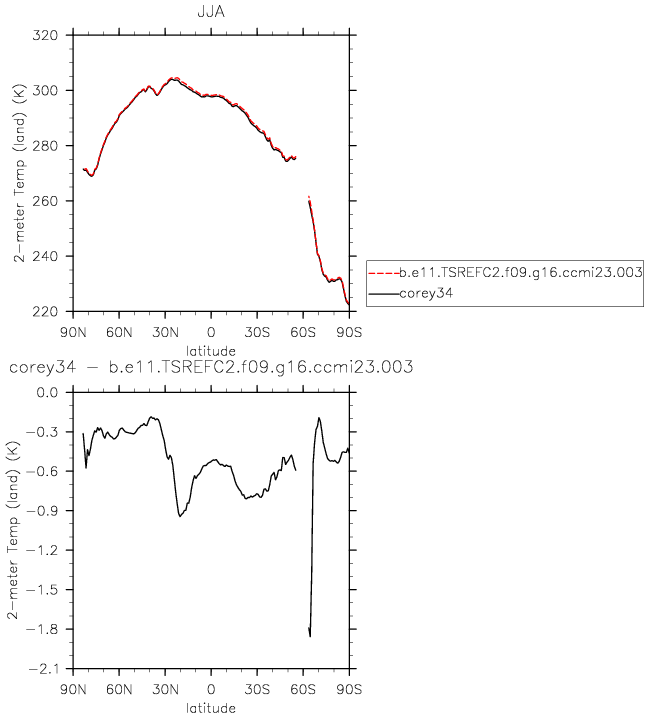 JJA
320
300
280
260
240
220
2-meter Temp (land) (K)
90N 60N 30N 0 30S 60S 90S
latitude
b.e11.TSREFC2.f09.g16.ccmi23.003
corey34
corey34 - b.e11.TSREFC2.f09.g16.ccmi23.003
0.0
-0.3
-0.6
-0.9
-1.2
-1.5
-1.8
-2.1
2-meter Temp (land) (K)
90N 60N 30N 0 30S 60S 90S
latitude